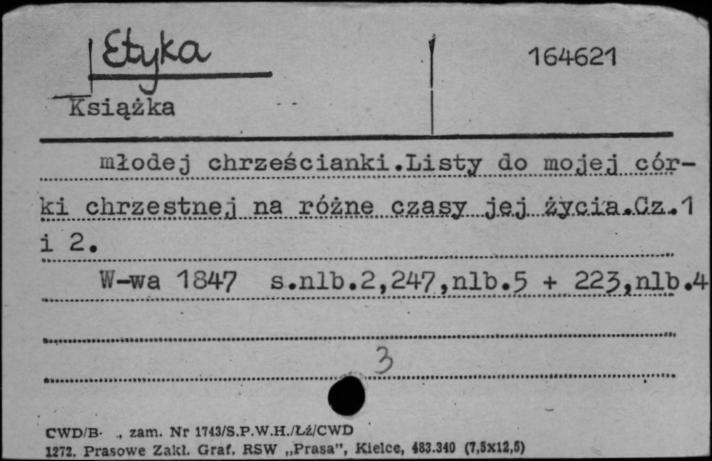 Etyka
164621
Książka
młodej chrześcianki.Listy do mojej cór-
ki chrzestnej na różne czasy jej życia.Cz.1
i 2.
W-wa 1847 s.nlb.2,247,nlb.5 + 223,nlb.4
3
CWD/B- ., zam. Nr 1743/S.P.W.H./Łź/CWD
1272. Prasowe Zakł. Graf. RSW „Prasa", Kielce, 483.340 (7,5x12,5)